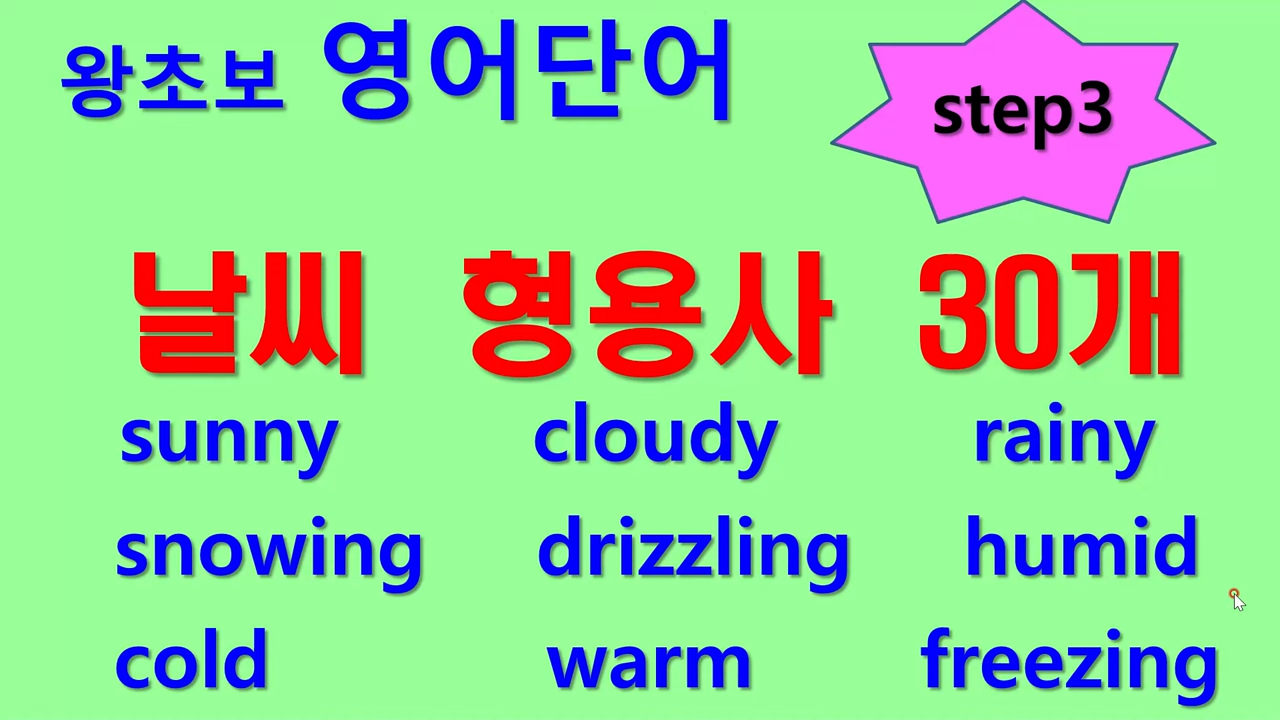 왕초보 영어단어
step3
날씨 형용사 30개
sunny cloudy rainy
snowing drizzling humid
cold warm freezing